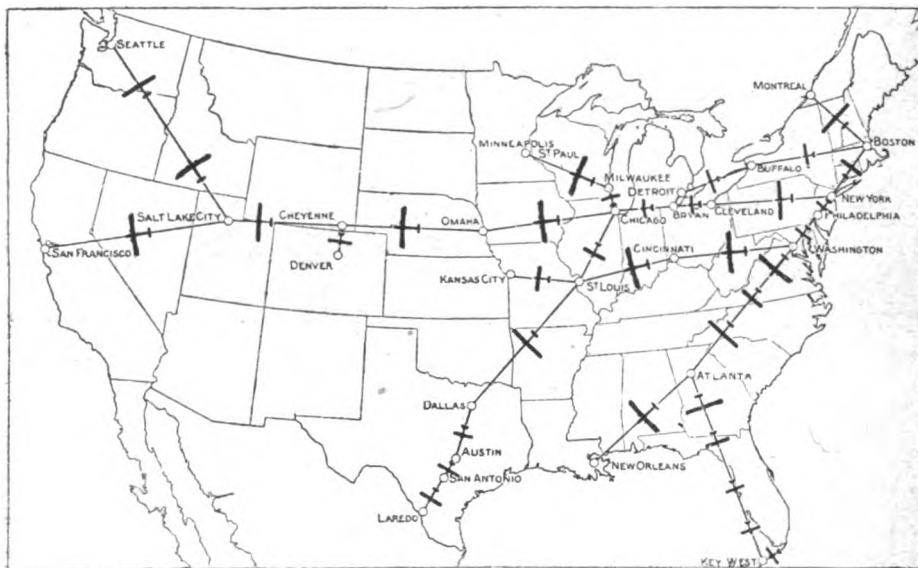 SEATTLE
MONTREAL
MINNEAPOLIS
ST PAUL
BOSTON
BUFFALO
MILWAUKEE
DETROIT
NEW YORK
SALT LAKE CITY
CHEYENNE
OMAHA
CHICAGO
BRYAN
CLEVELAND
PHILADELPHIA
SAN FRANCISCO
DENVER
CINCINNATI
WASHINGTON
KANSAS CITY
ST LOUIS
ATLANTA
DALLAS
AUSTIN
NEW ORLEANS
SAN ANTONIO
LAREDO
KEY WEST